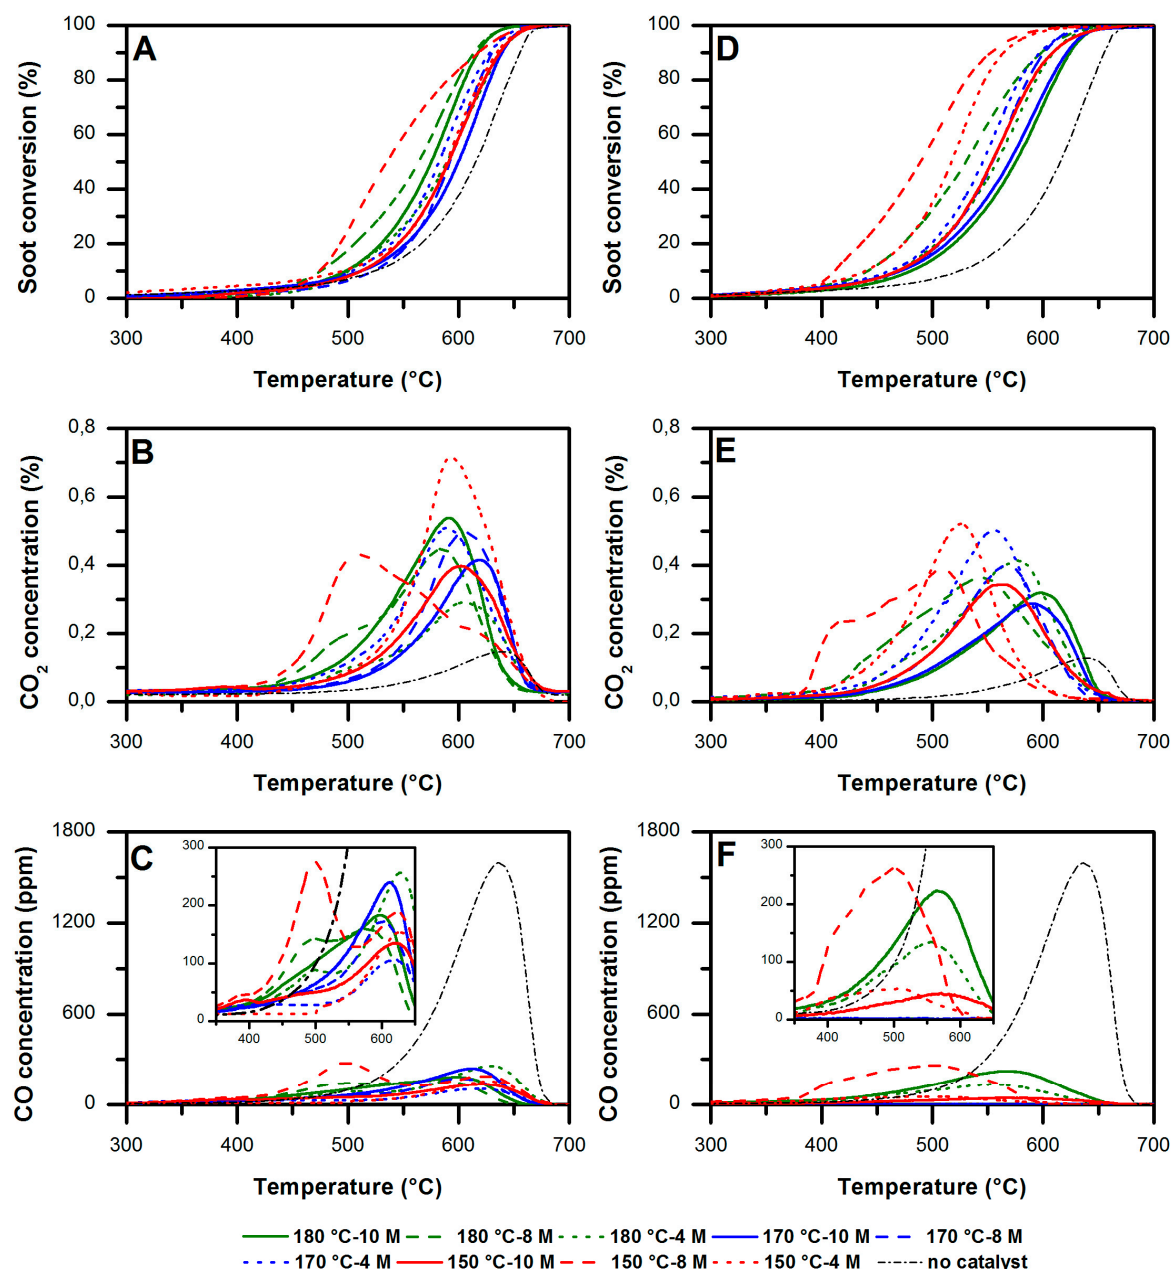 A
Soot conversion (%)
100
80
60
40
20
0
300 400 500 600 700
Temperature (°C)
D
Soot conversion (%)
100
80
60
40
20
0
300 400 500 600 700
Temperature (°C)
B
CO2 concentration (%)
0,8
0,6
0,4
0,2
0,0
300 400 500 600 700
Temperature (°C)
E
CO2 concentration (%)
0,8
0,6
0,4
0,2
0,0
300 400 500 600 700
Temperature (°C)
C
CO concentration (ppm)
1800
1200
600
0
300
200
100
0
400 500 600
300 400 500 600 700
Temperature (°C)
F
CO concentration (ppm)
1800
1200
600
0
300
200
100
0
400 500 600
300 400 500 600 700
Temperature (°C)
180 °C-10 M 180 °C-8 M 180 °C-4 M 170 °C-10 M 170 °C-8 M
170 °C-4 M 150 °C-10 M 150 °C-8 M 150 °C-4 M no catalyst